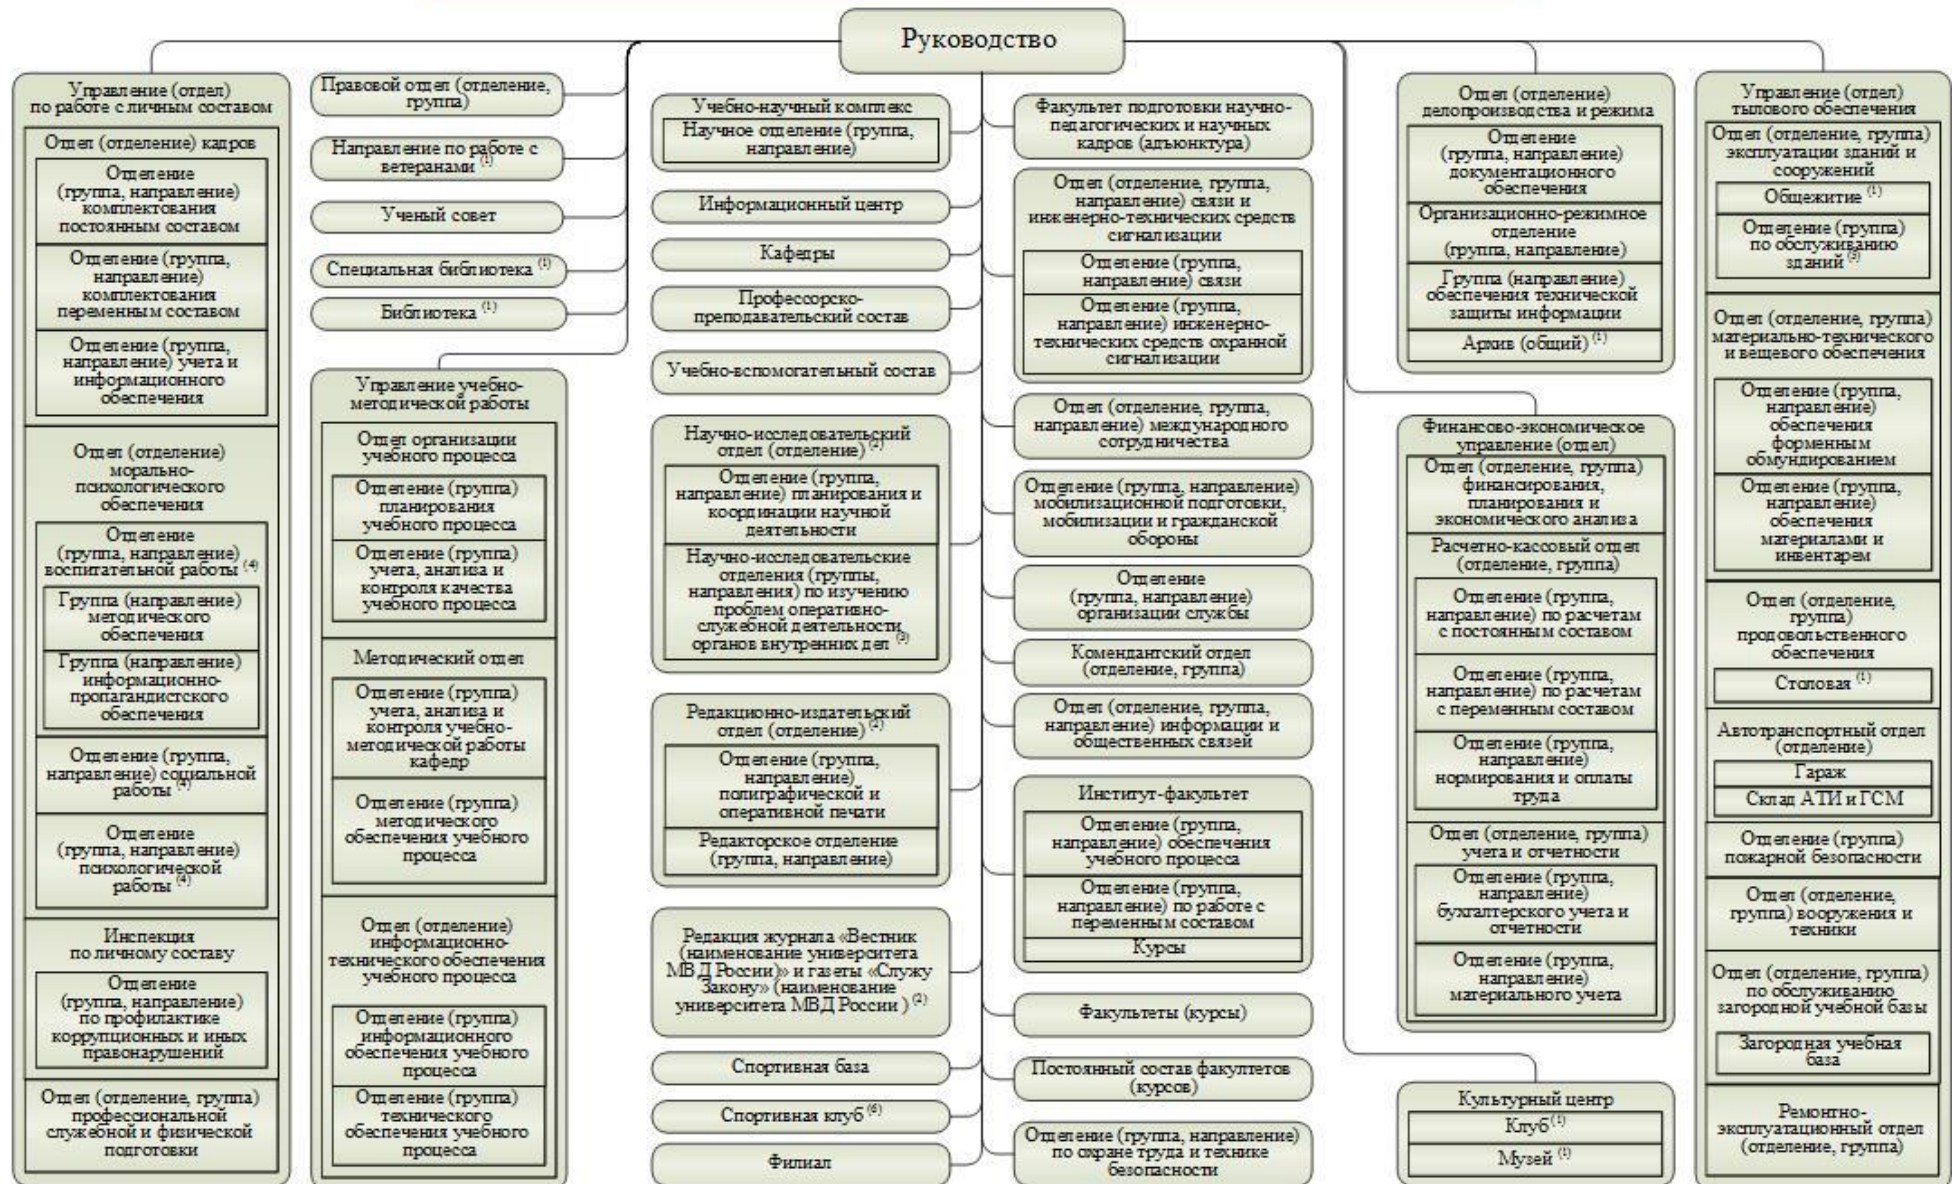 Руководство
Управление (отдел)
по работе с личным составом
Отдел (отделение) кадров
Отделение
(группа, направление)
комплектования
постоянным составом
Отделение (группа,
направление)
комплектования
переменным составом
Отделение (группа,
направление) учета и
информационного
обеспечения
Отдел (отделение)
морально-
психологического
обеспечения
Отделение
(группа, направление)
воспитательной работы (4)
Группа (направление)
методического
обеспечения
Группа (направление)
информационно-
пропагандистского
обеспечения
Отделение (группа,
направление) социальной
работы (4)
Отделение
(группа, направление)
психологической
работы (4)
Инспекция
по личному составу
Отделение
(группа, направление)
по профилактике
коррупционных и иных
правонарушений
Отдел (отделение, группа)
профессиональной
служебной и физической
подготовки
Правовой отдел (отделение,
группа)
Направление по работе с
ветеранами (1)
Ученый совет
Специальная библиотека (1)
Библиотека (1)
Управление учебно-
методической работы
Отдел организации
учебного процесса
Отделение (группа)
планирования
учебного процесса
Отделение (группа)
учета, анализа и
контроля качества
учебного процесса
Методический отдел
Отделение (группа)
учета, анализа и
контроля учебно-
методической работы
кафедр
Отделение (группа)
методического
обеспечения учебного
процесса
Отдел (отделение)
информационно-
технического обеспечения
учебного процесса
Отделение (группа)
информационного
обеспечения учебного
процесса
Отделение (группа)
технического
обеспечения учебного
процесса
Учебно-научный комплекс
Научное отделение (группа,
направление)
Информационный центр
Кафедры
Профессорско-
преподавательский состав
Учебно-вспомогательный состав
Научно-исследовательский
отдел (отделение) (2)
Отделение (группа,
направление) планирования и
координации научной
деятельности
Научно-исследовательские
отделения (группы,
направления) по изучению
проблем оперативно-
служебной деятельности
органов внутренних дел (3)
Редакционно-издательский
отдел (отделение) (2)
Отделение (группа,
направление)
полиграфической и
оперативной печати
Редакторское отделение
(группа, направление)
Редакция журнала «Вестник
(наименование университета
МВД России)» и газеты «Служу
Закону» (наименование
университета МВД России ) (2)
Спортивная база
Спортивная клуб (6)
Филиал
Факультет подготовки научно-
педагогических и научных
кадров (адъюнктура)
Отдел (отделение, группа,
направление) связи и
инженерно-технических средств
сигнализации
Отделение (группа,
направление) связи
Отделение (группа,
направление) инженерно-
технических средств охранной
сигнализации
Отдел (отделение, группа,
направление) международного
сотрудничества
Отделение (группа, направление)
мобилизационной подготовки,
мобилизации и гражданской
обороны
Отделение
(группа, направление)
организации службы
Комендантский отдел
(отделение, группа)
Отдел (отделение, группа,
направление) информации и
общественных связей
Институт-факультет
Отделение (группа,
направление) обеспечения
учебного процесса
Отделение (группа,
направление) по работе с
переменным составом
Курсы
Факультеты (курсы)
Постоянный состав факултетов
(курсов)
Отделение (группа, направление)
по охране труда и технике
безопасности
Отдел (отделение)
делопроизводства и режима
Отделение
(группа, направление)
документационного
обеспечения
Организационно-режимное
отделение
(группа, направление)
Группа (направление)
обеспечения технической
защиты информации
Архив (общий) (1)
Финансово-экономическое
управление (отдел)
Отдел (отделение, группа)
финансирования,
планирования и
экономического анализа
Расчетно-кассовый отдел
(отделение, группа)
Отделение (группа,
направление) по расчетам
с постоянным составом
Отделение (группа,
направление) по расчетам
с переменным составом
Отделение (группа,
направление)
нормирования и оплаты
труда
Отдел (отделение, группа)
учета и отчетности
Отделение (группа,
направление)
бухгалтерского учета и
отчетности
Отделение (группа,
направление)
материального учета
Культурный центр
Клуб (1)
Музей (1)
Управление (отдел)
тылового обеспечения
Отдел (отделение, группа)
эксплуатации зданий и
сооружений
Общежитие (1)
Отделение (группа)
по обслуживанию
зданий (5)
Отдел (отделение, группа)
материально-технического
и вещевого обеспечения
Отделение (группа,
направление)
обеспечения
форменным
обмундированием
Отделение (группа,
направление)
обеспечения
материалами и
инвентарем
Отдел (отделение,
группа)
продовольственного
обеспечения
Столовая (1)
Автотранспортный отдел
(отделение)
Гараж
Склад АТИ и ГСМ
Отделение (группа)
пожарной безопасности
Отдел (отделение,
группа) вооружения и
техники
Отдел (отделение, группа)
по обслуживанию
загородной учебной базы
Загородная учебная
база
Ремонтно-
эксплуатационный отдел
(отделение, группа)